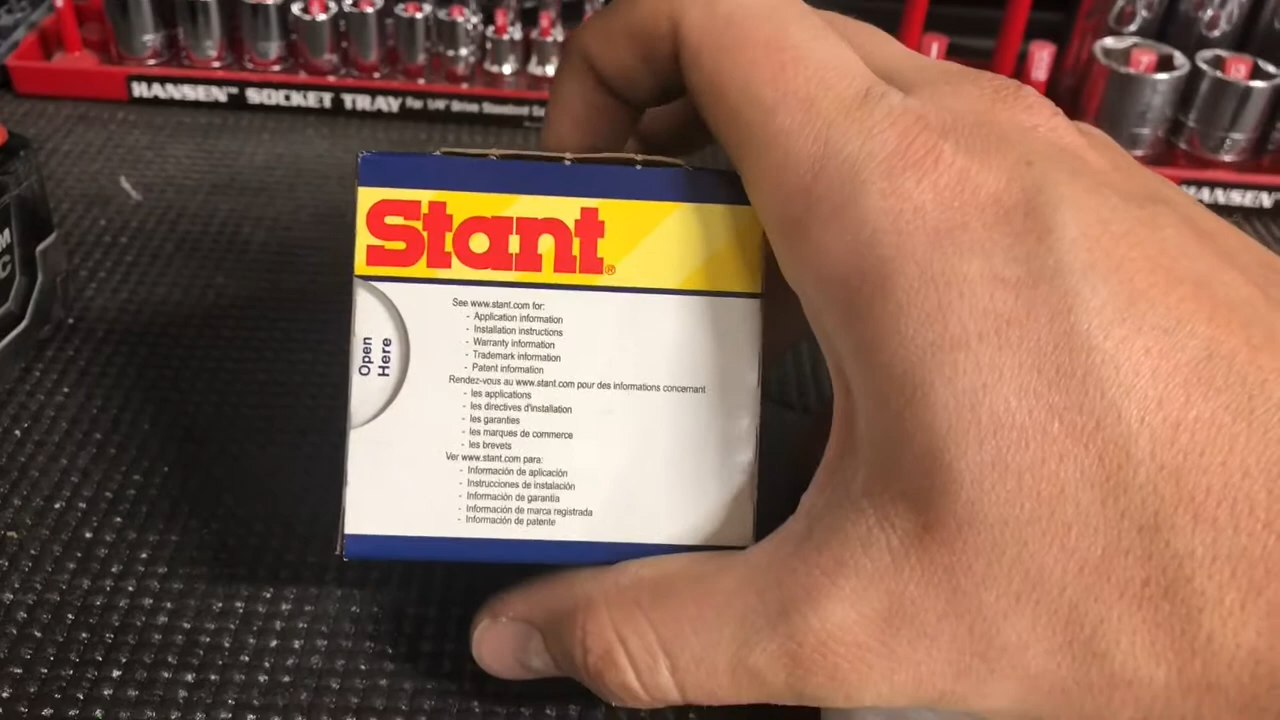 HANSEN™ SOCKET TRAY For 1/4" Drive Standard
Stant®
See www.stant.com for:
- Application information
- Installation instructions
- Warranty information
- Trademark information
- Patent information
Rendez-vous au www.stant.com pour des informations concernant
- les applications
- les directives d'installation
- les garanties
- les marques de commerce
- les brevets
Ver www.stant.com para:
- Información de aplicación
- Instrucciones de instalación
- Información de garantía
- Información de marca registrada
- Información de patente
Open
Here
HANSEN™
M
C